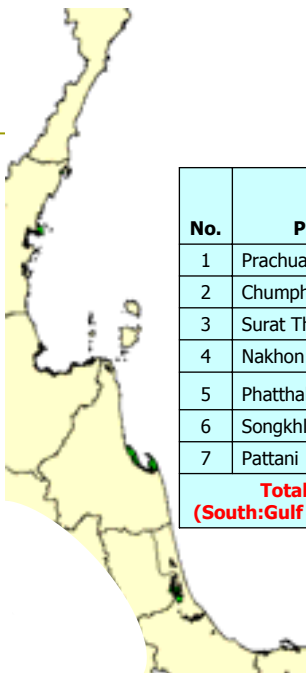 No. P
1 Prachua
2 Chumph
3 Surat Th
4 Nakhon
5 Phattha
6 Songkhl
7 Pattani
Total
(South:Gulf